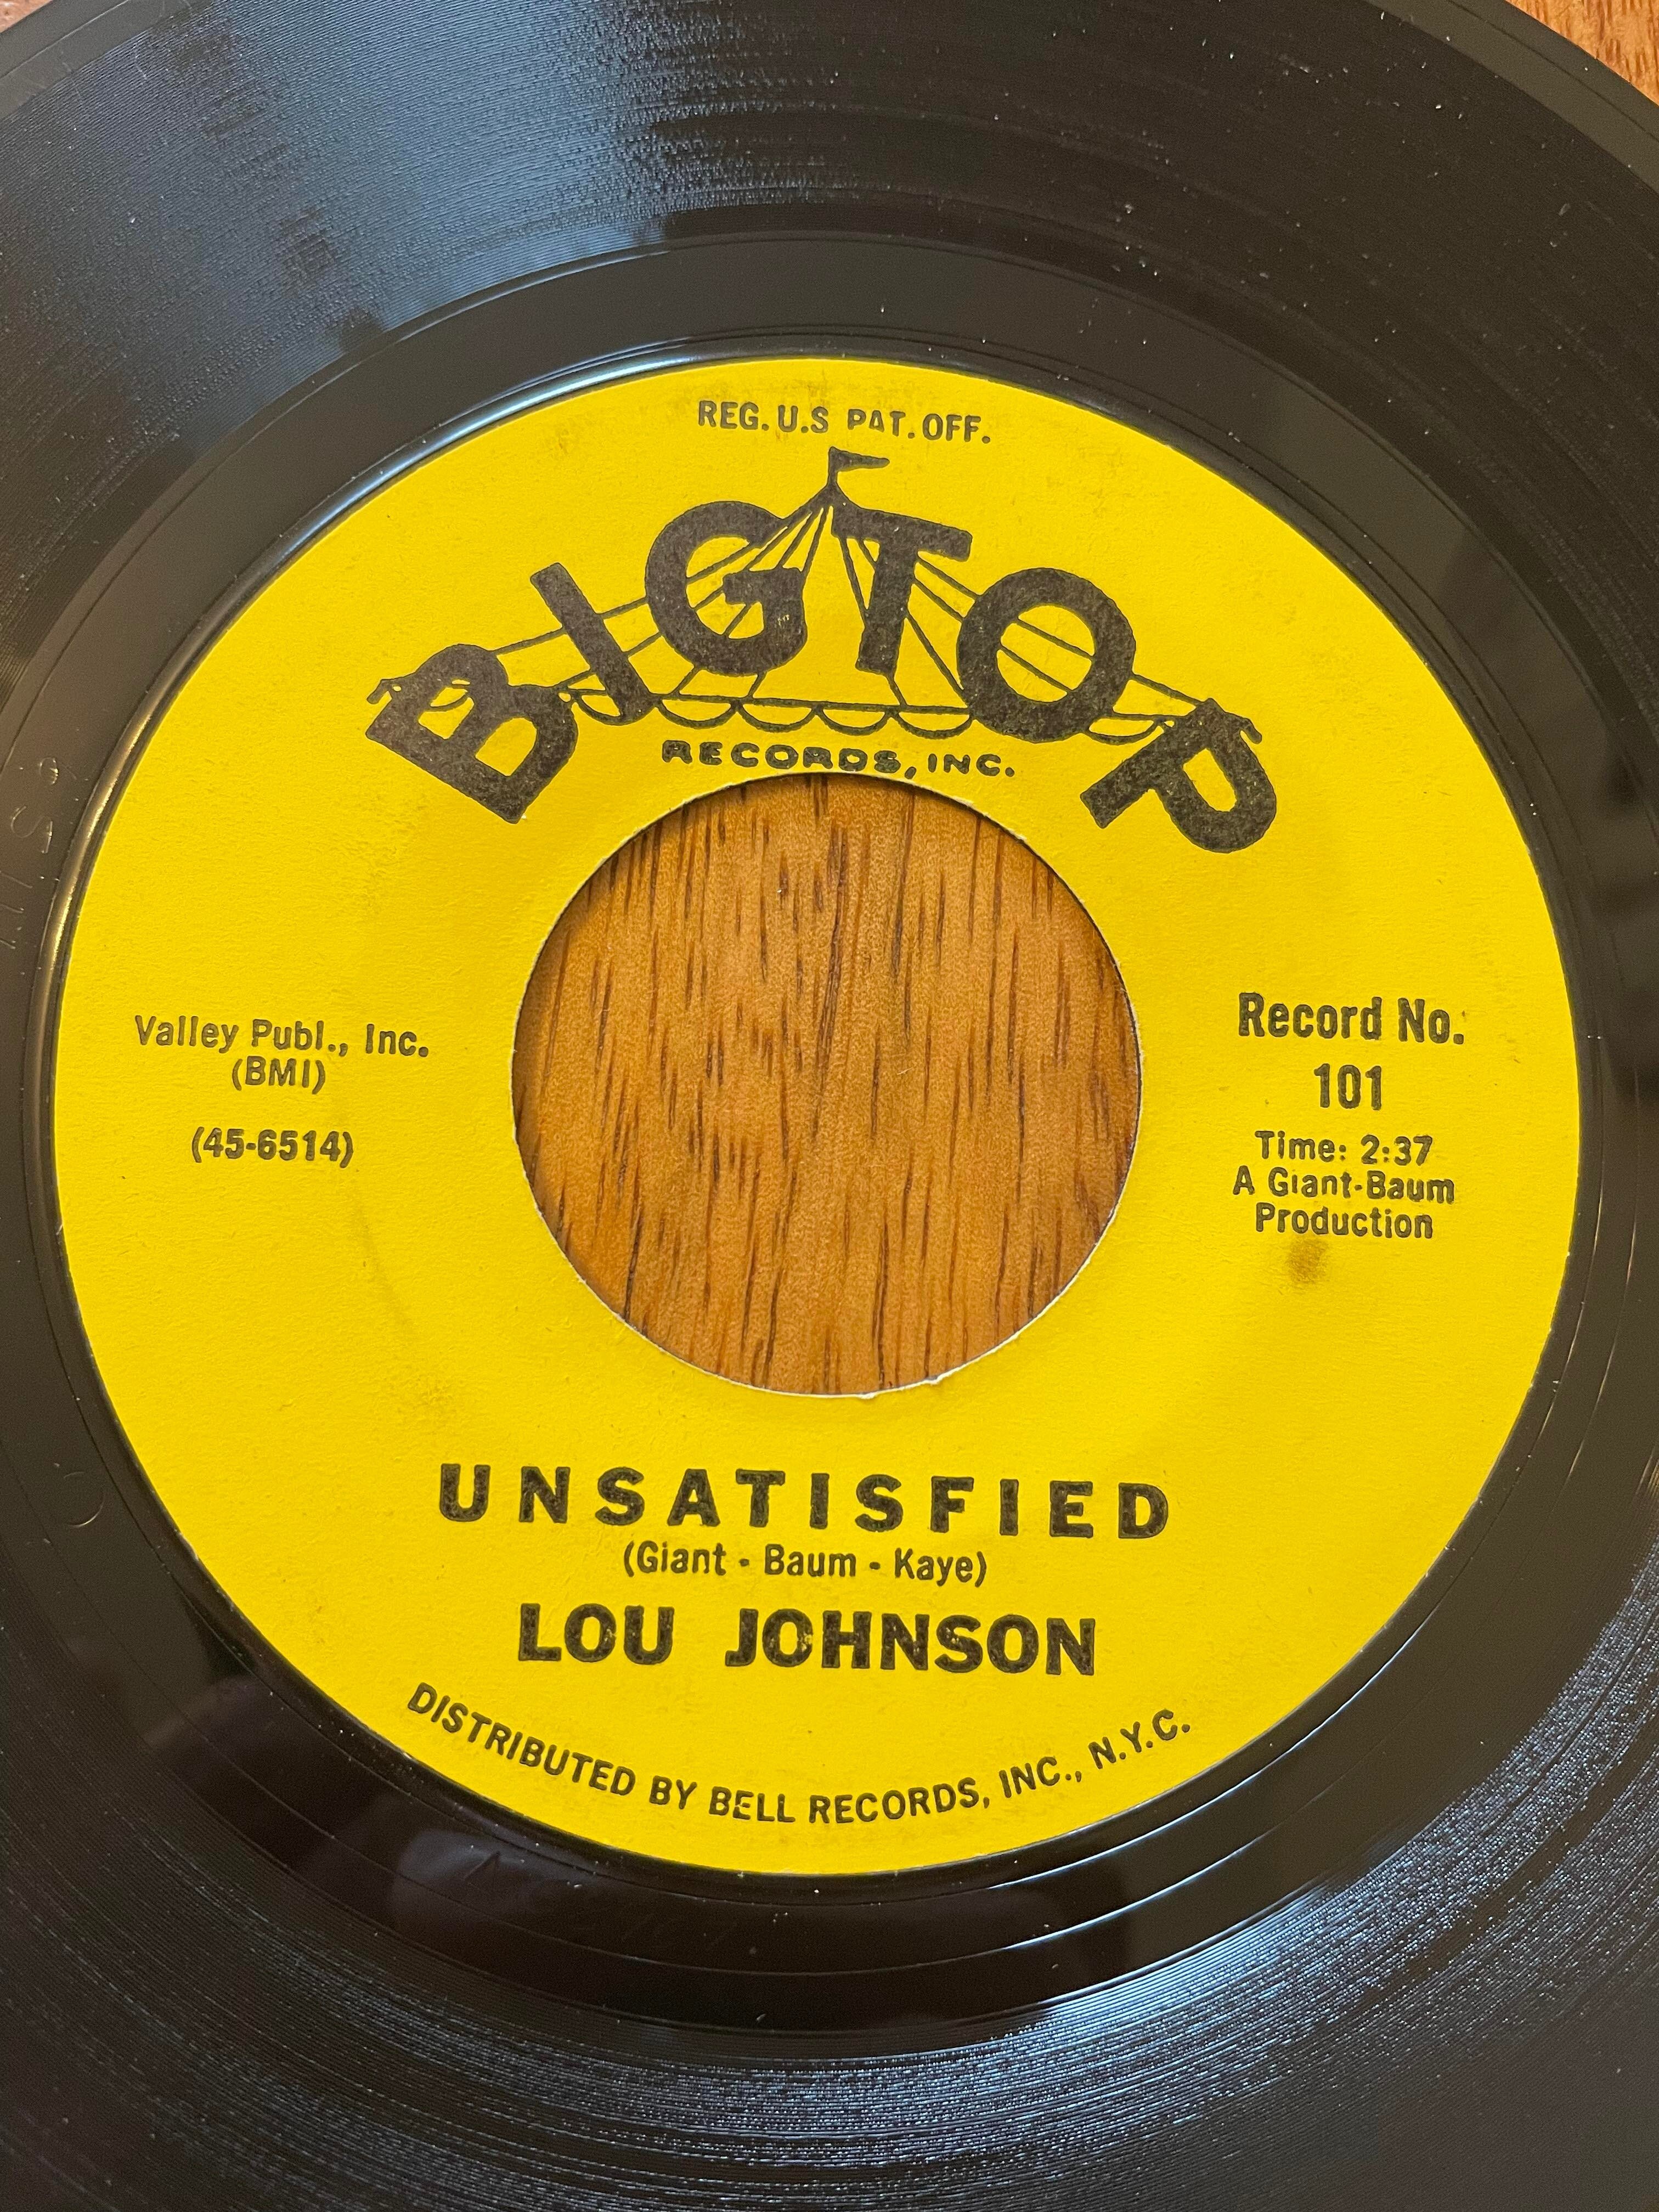 REG. U.S PAT. OFF.
BIGTOP
RECORDS, INC.
Valley Publ., Inc.
(BMI)
(45-6514)
Record No.
101
Time: 2:37
A Giant-Baum
Production
UNSATISFIED
(Giant - Baum - Kaye)
LOU JOHNSON
DISTRIBUTED BY BELL RECORDS, INC., N.Y.C.